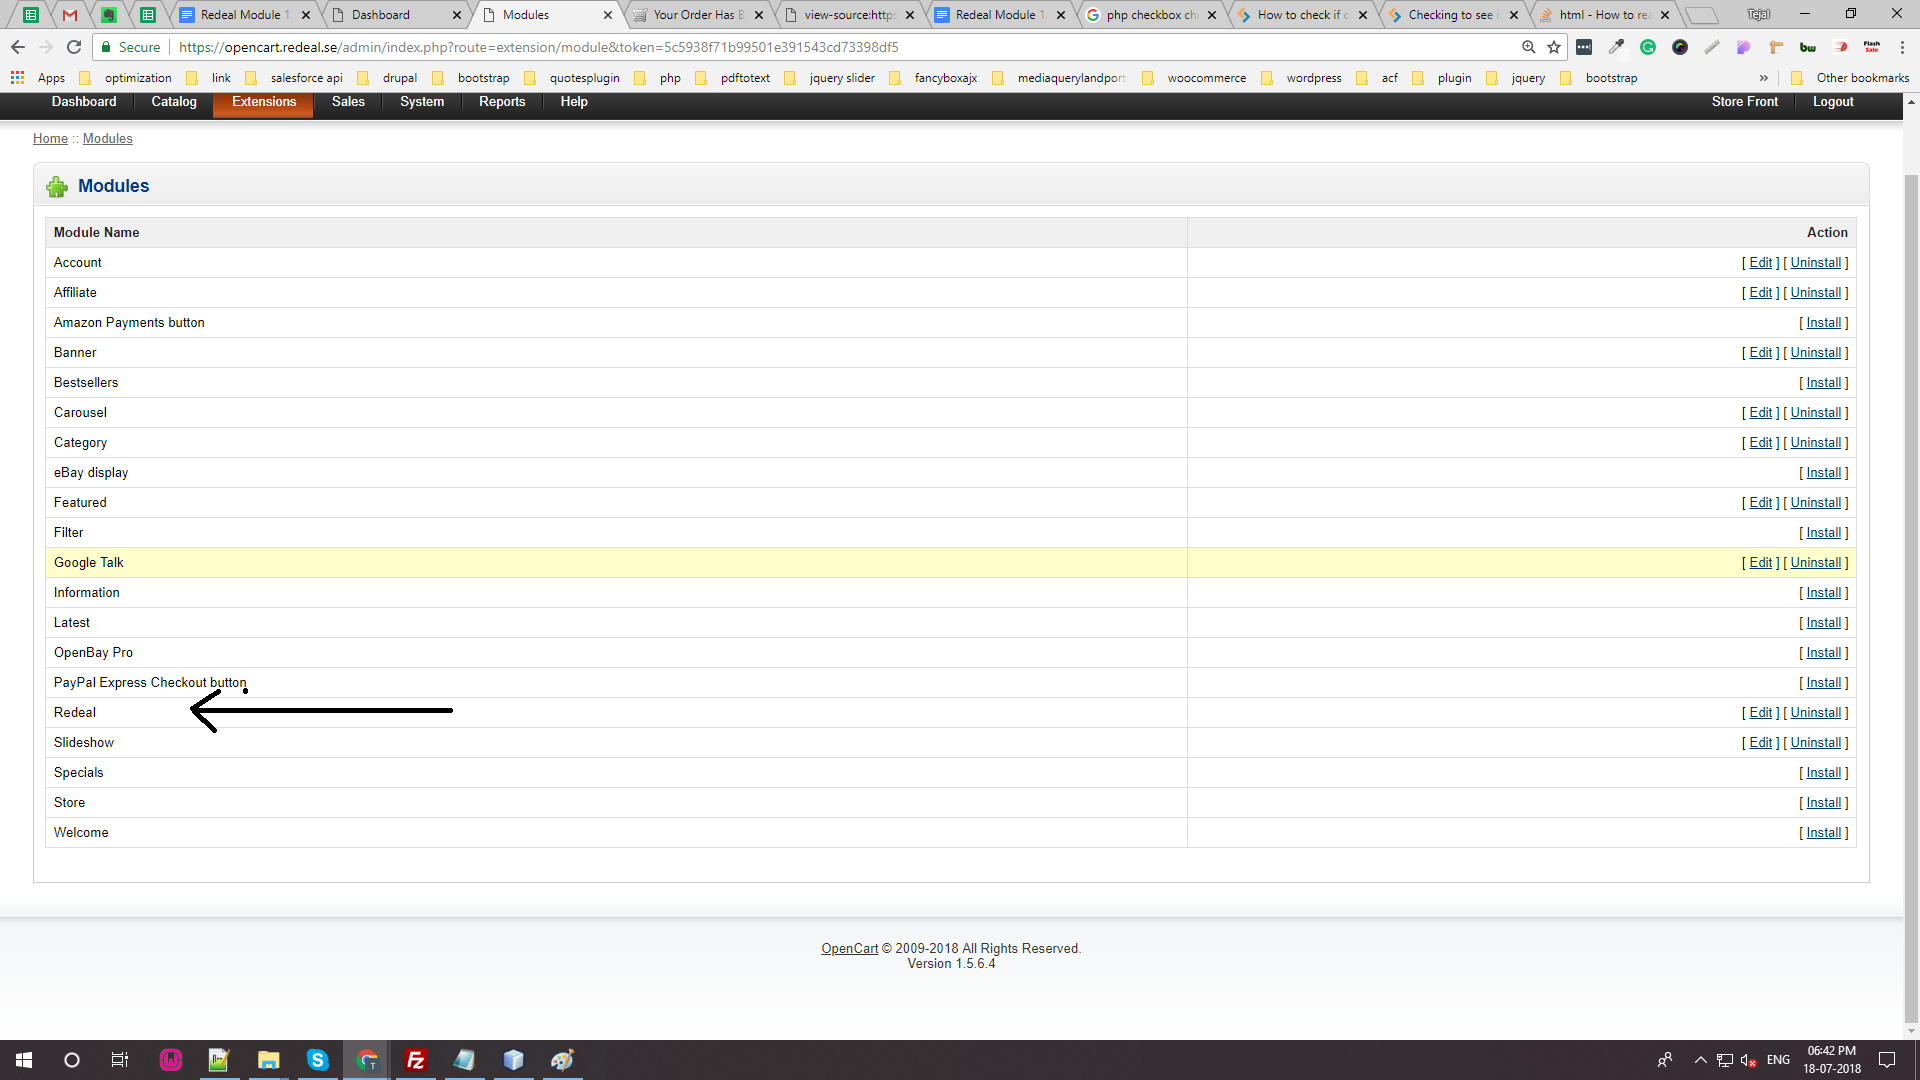 Redeal Module 1
Dashboard
Modules
Your Order Has B
view-source:https
Redeal Module 1.
php checkbox che
How to check if c
Checking to see i
html - How to rea
Tejal
Secure
https://opencart.redeal.se/admin/index.php?route=extension/module&token=5c5938f71b99501e391543cd73398df5
Apps
optimization
link
salesforce api
drupal
bootstrap
quotesplugin
php
pdftotext
jquery slider
fancyboxajx
mediaquerylandport
woocommerce
wordpress
acf
plugin
jquery
bootstrap
»
Other bookmarks
Dashboard
Catalog
Extensions
Sales
System
Reports
Help
Store Front
Logout
Home :: Modules
Modules
Module Name Action
Account [ Edit ] [ Uninstall ]
Affiliate [ Edit ] [ Uninstall ]
Amazon Payments button [ Install ]
Banner [ Edit ] [ Uninstall ]
Bestsellers [ Install ]
Carousel [ Edit ] [ Uninstall ]
Category [ Edit ] [ Uninstall ]
eBay display [ Install ]
Featured [ Edit ] [ Uninstall ]
Filter [ Install ]
Google Talk [ Edit ] [ Uninstall ]
Information [ Install ]
Latest [ Install ]
OpenBay Pro [ Install ]
PayPal Express Checkout button [ Install ]
Redeal [ Edit ] [ Uninstall ]
Slideshow [ Edit ] [ Uninstall ]
Specials [ Install ]
Store [ Install ]
Welcome [ Install ]
OpenCart © 2009-2018 All Rights Reserved.
Version 1.5.6.4
ENG
06:42 PM
18-07-2018